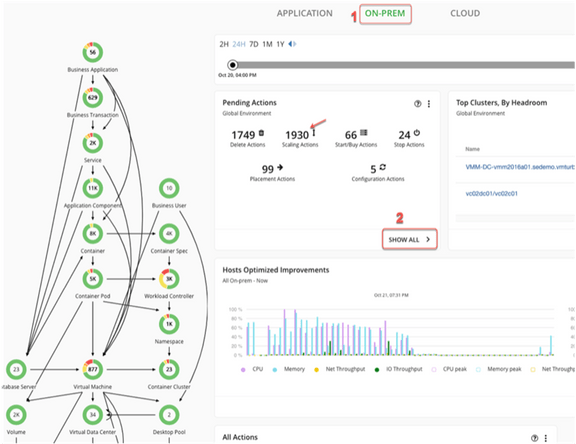 APPLICATION
1
ON-PREM
CLOUD
2H 24H 7D 1M 1Y
Oct 20, 04:00 PM
56
Business Application
629
Business Transaction
2K
Service
11K
Application Component
10
Business User
8K
Container
4K
Container Spec
5K
Container Pod
3K
Workload Controller
1K
Namespace
23
tabase Server
877
Virtual Machine
23
Container Cluster
2K
Volume
34
Virtual Data Center
2
Desktop Pool
Pending Actions
Global Environment
1749
Delete Actions
1930
Scaling Actions
66
Start/Buy Actions
24
Stop Actions
99
Placement Actions
5
Configuration Actions
2
SHOW ALL >
Top Clusters, By Headroom
Global Environment
Name
VMM-DC-vmm2016a01.sedemo.vmturb
vc02dc01/vc02c01
Hosts Optimized Improvements
All On-prem - Now
Oct 21, 07:31 PM
100 %
80 %
60 %
40 %
20 %
0 %
CPU
Memory
Net Throughput
IO Throughput
CPU peak
Memory peak
Net Throughp
All Actions